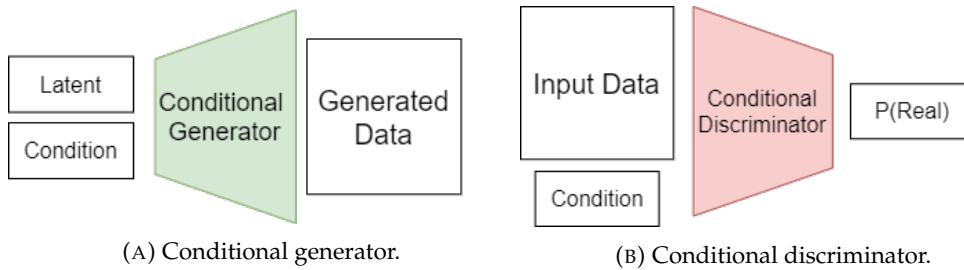 Latent
Condition
Conditional
Generator
Generated
Data
(A) Conditional generator.
Input Data
Condition
Conditional
Discriminator
P(Real)
(B) Conditional discriminator.